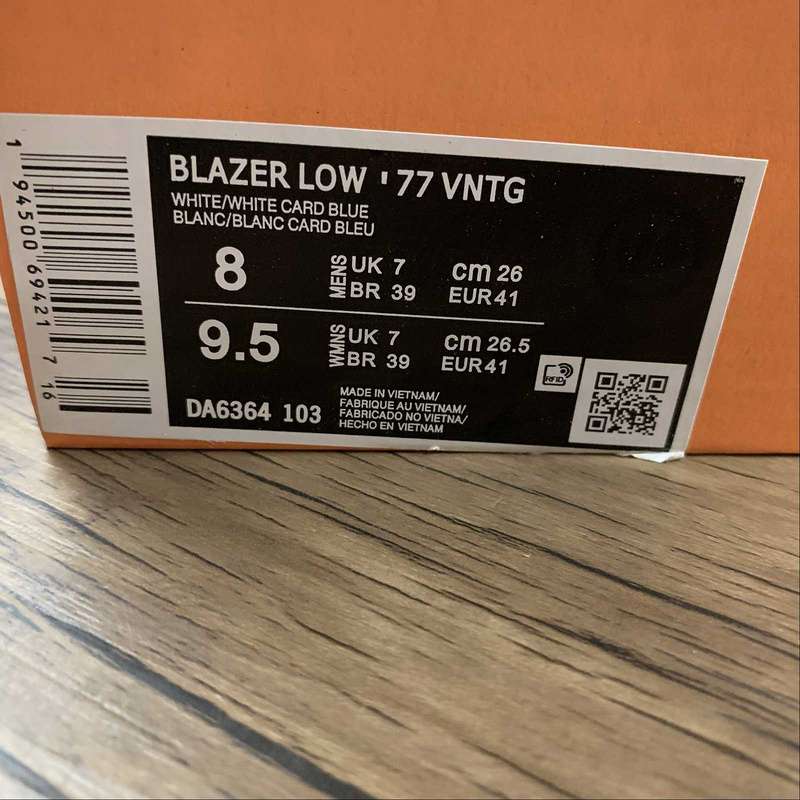 BLAZER LOW '77 VNTG
WHITE/WHITE CARD BLUE
BLANC/BLANC CARD BLEU
8 MENS UK 7 cm 26
BR 39 EUR 41
9.5 WMNS UK 7 cm 26.5
BR 39 EUR 41
RFID
DA6364 103
MADE IN VIETNAM/
FABRIQUE AU VIETNAM/
FABRICADO NO VIETNA/
HECHO EN VIETNAM
1 94500 69421 7 16